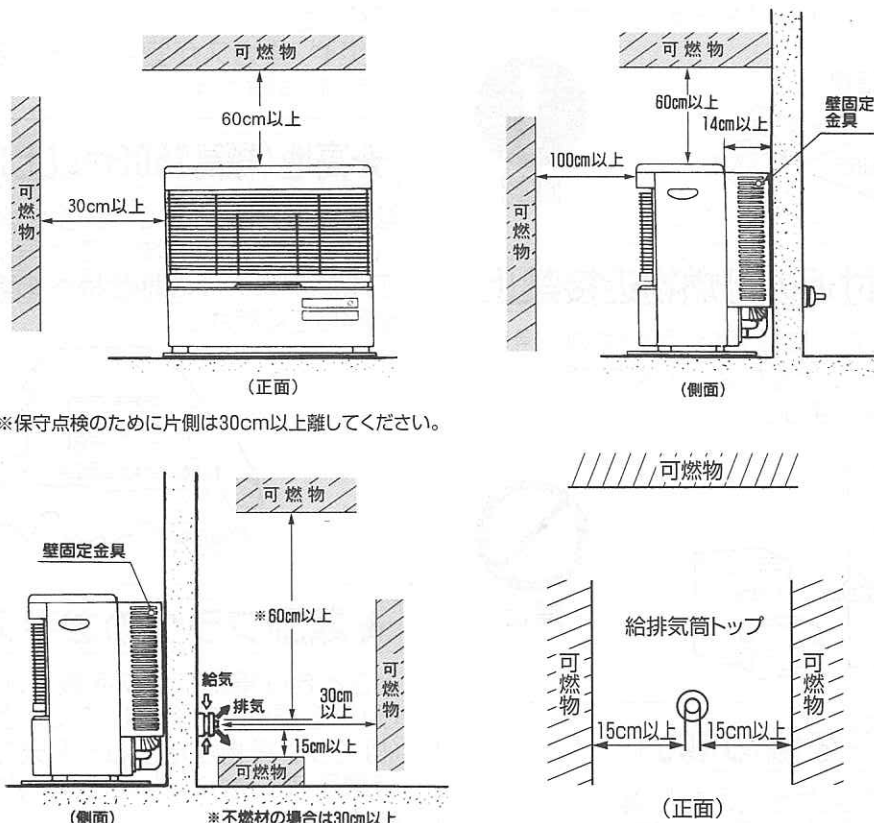 可燃物
60cm以上
可燃物
30cm以上
(正面)
※保守点検のために片側は30cm以上離してください。
可燃物
60cm以上
14cm以上
壁固定
金具
100cm以上
可燃物
(側面)
可燃物
壁固定金具
※60cm以上
給気
排気
30cm
以上
可燃物
15cm以上
可燃物
(側面)
※不燃材の場合は30cm以上
可燃物
給排気筒トップ
可燃物
可燃物
15cm以上
15cm以上
(正面)